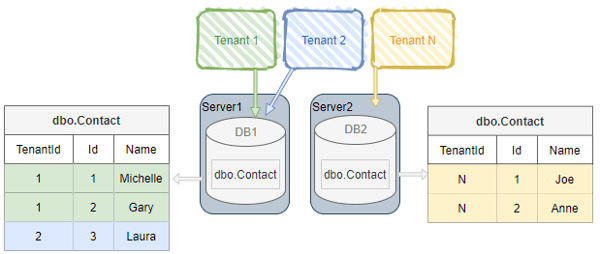 Tenant 1
Tenant 2
Tenant N
Server1
DB1
dbo.Contact
Server2
DB2
dbo.Contact
dbo.Contact
TenantId Id Name
1 1 Michelle
1 2 Gary
2 3 Laura
dbo.Contact
TenantId Id Name
N 1 Joe
N 2 Anne